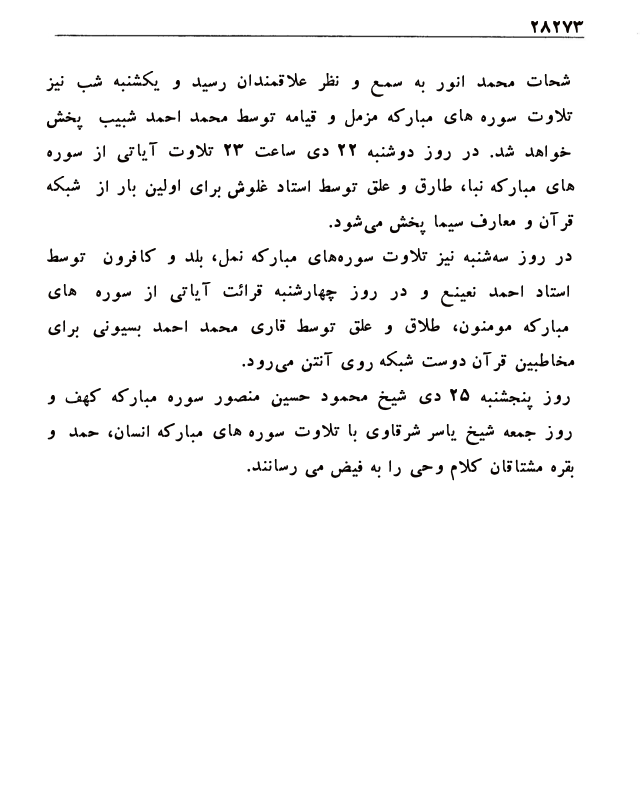 ۲۸۲۷۳
شحات محمد انور به سمع و نظر علاقمندان رسید و یکشنبه شب نیز
تلاوت سوره های مبارکه مزمل و قیامه توسط محمد احمد شبیب پخش
خواهد شد. در روز دوشنبه ۲۲ دی ساعت ۲۳ تلاوت آیاتی از سوره
های مبارکه نبا، طارق و علق توسط استاد غلوش برای اولین بار از شبکه
قرآن و معارف سیما پخش می‌شود.
در روز سه‌شنبه نیز تلاوت سوره‌های مبارکه نمل، بلد و کافرون توسط
استاد احمد نعینع و در روز چهارشنبه قرائت آیاتی از سوره های
مبارکه مومنون، طلاق و علق توسط قاری محمد احمد بسیونی برای
مخاطبین قرآن دوست شبکه روی آنتن می‌رود.
روز پنجشنبه ۲۵ دی شیخ محمود حسین منصور سوره مبارکه کهف و
روز جمعه شیخ یاسر شرقاوی با تلاوت سوره های مبارکه انسان، حمد و
بقره مشتاقان کلام وحی را به فیض می رسانند.